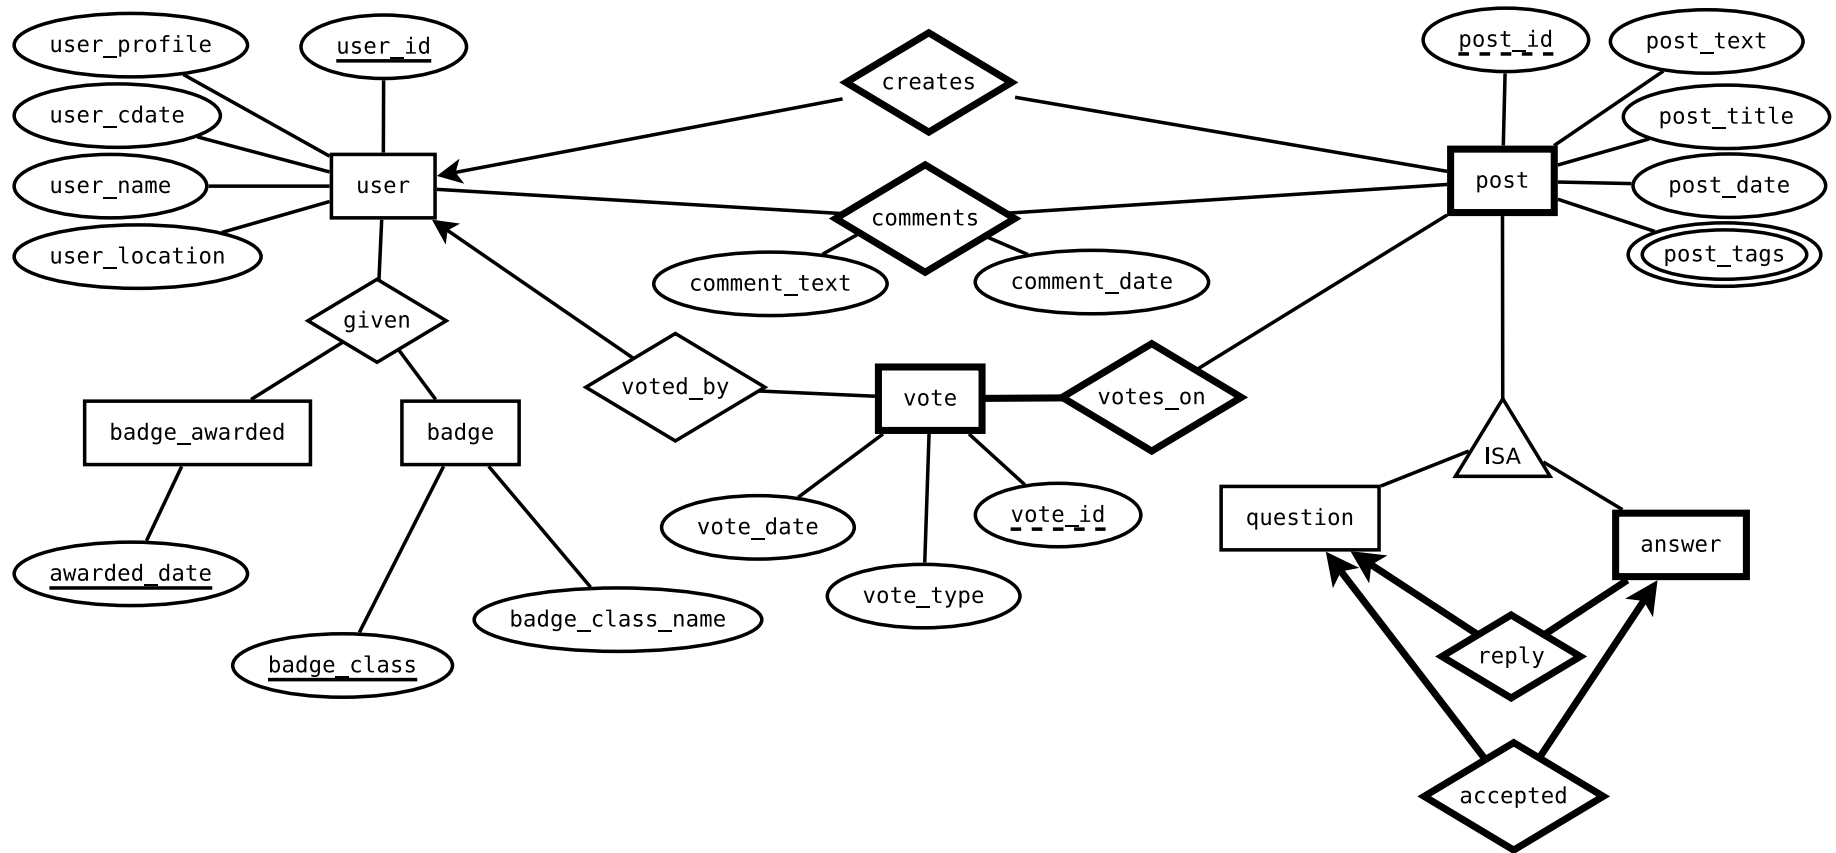 user_profile
user_id
creates
post_id
post_text
user_cdate
post_title
user_name
user
comments
post
post_date
user_location
comment_text
comment_date
post_tags
given
voted_by
vote
votes_on
badge_awarded
badge
ISA
vote_date
vote_id
question
answer
awarded_date
vote_type
badge_class_name
badge_class
reply
accepted